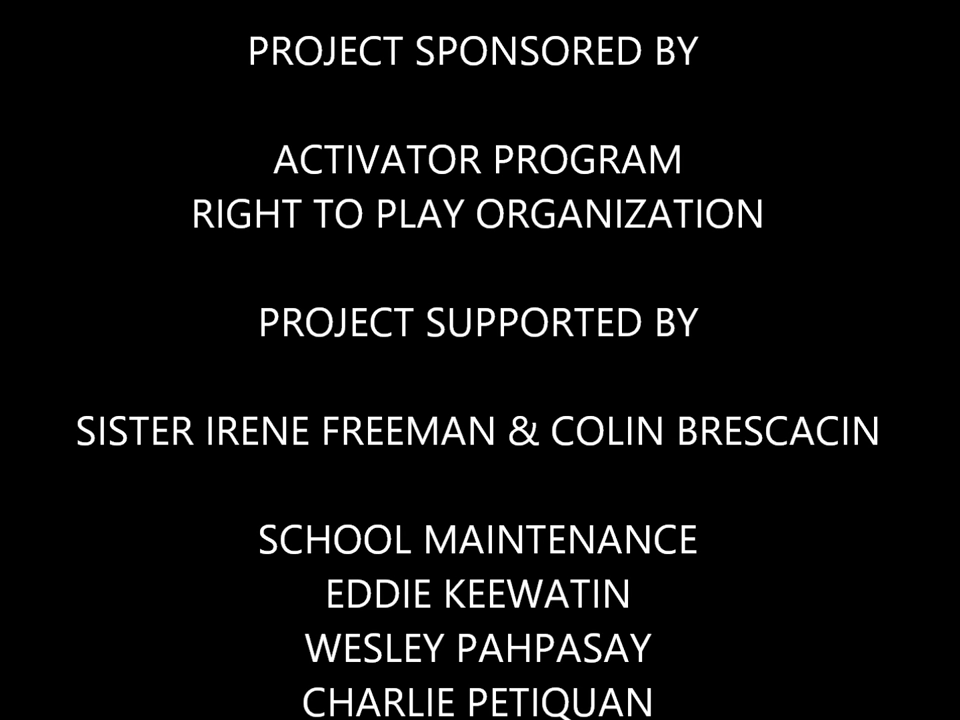 PROJECT SPONSORED BY
ACTIVATOR PROGRAM
RIGHT TO PLAY ORGANIZATION
PROJECT SUPPORTED BY
SISTER IRENE FREEMAN & COLIN BRESCACIN
SCHOOL MAINTENANCE
EDDIE KEEWATIN
WESLEY PAHPASAY
CHARLIE PETIQUAN